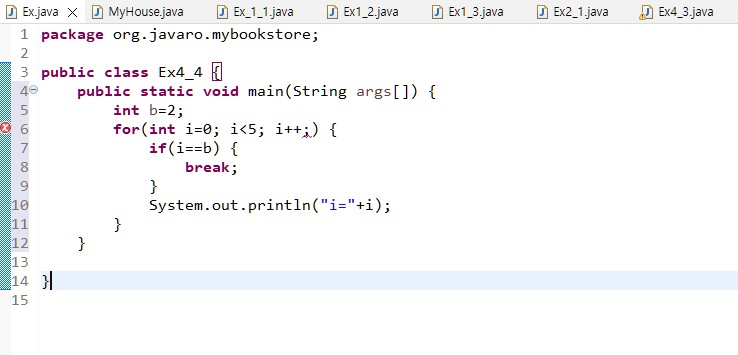 Ex.java MyHouse.java Ex_1_1.java Ex1_2.java Ex1_3.java Ex2_1.java Ex4_3.java
1 package org.javaro.mybookstore;
2
3 public class Ex4_4 {
4 public static void main(String args[]) {
5 int b=2;
6 for(int i=0; i<5; i++;) {
7 if(i==b) {
8 break;
9 }
10 System.out.println("i="+i);
11 }
12 }
13
14 }
15